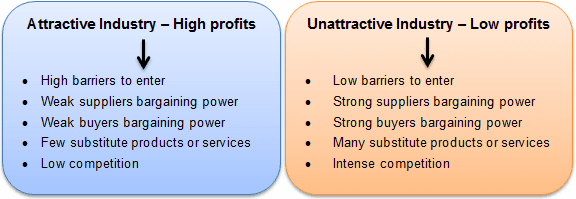 Attractive Industry – High profits
• High barriers to enter
• Weak suppliers bargaining power
• Weak buyers bargaining power
• Few substitute products or services
• Low competition
Unattractive Industry – Low profits
• Low barriers to enter
• Strong suppliers bargaining power
• Strong buyers bargaining power
• Many substitute products or services
• Intense competition